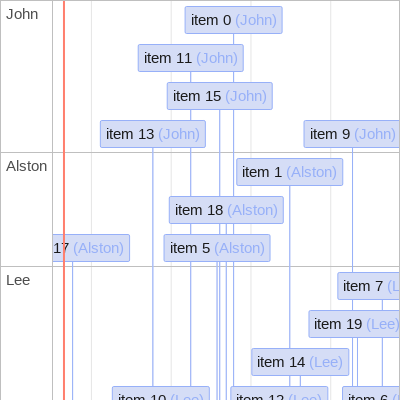 John
item 0 (John)
item 11 (John)
item 15 (John)
item 13 (John)
item 9 (John)
Alston
item 1 (Alston)
item 18 (Alston)
17 (Alston)
item 5 (Alston)
Lee
item 7 (L
item 19 (Lee)
item 14 (Lee)
item 10 (Lee)
item 12 (Lee)
item 6 (